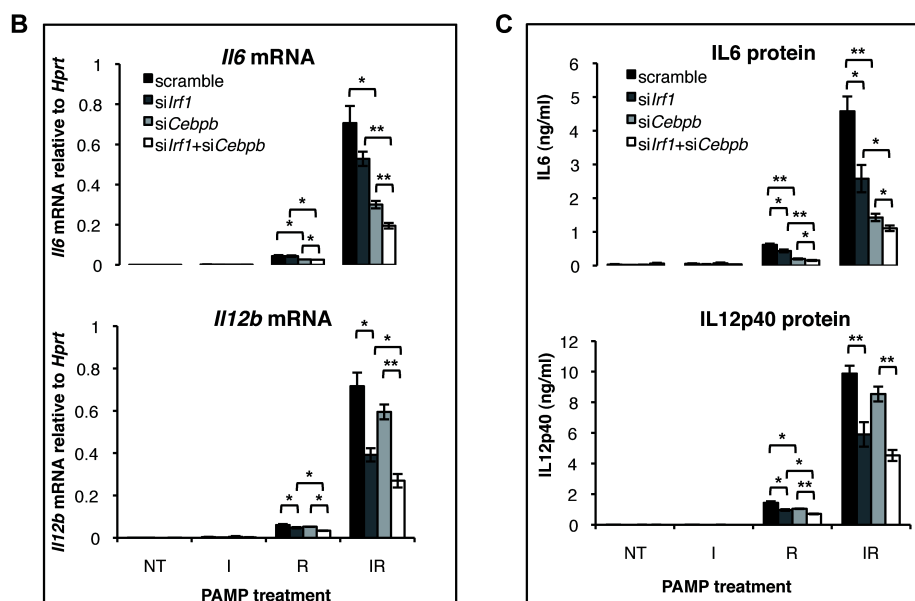 B
Il6 mRNA
Il6 mRNA relative to Hprt
1
0.8
0.6
0.4
0.2
0
scramble
siIrf1
siCebpb
siIrf1+siCebpb
*
**
**
*
*
*
Il12b mRNA
Il12b mRNA relative to Hprt
1
0.8
0.6
0.4
0.2
0
*
*
**
*
*
*
NT I R IR
PAMP treatment
C
IL6 protein
IL6 (ng/ml)
6
5
4
3
2
1
0
scramble
siIrf1
siCebpb
siIrf1+siCebpb
**
*
*
*
**
*
**
*
IL12p40 protein
IL12p40 (ng/ml)
12
10
8
6
4
2
0
**
**
*
*
*
**
NT I R IR
PAMP treatment